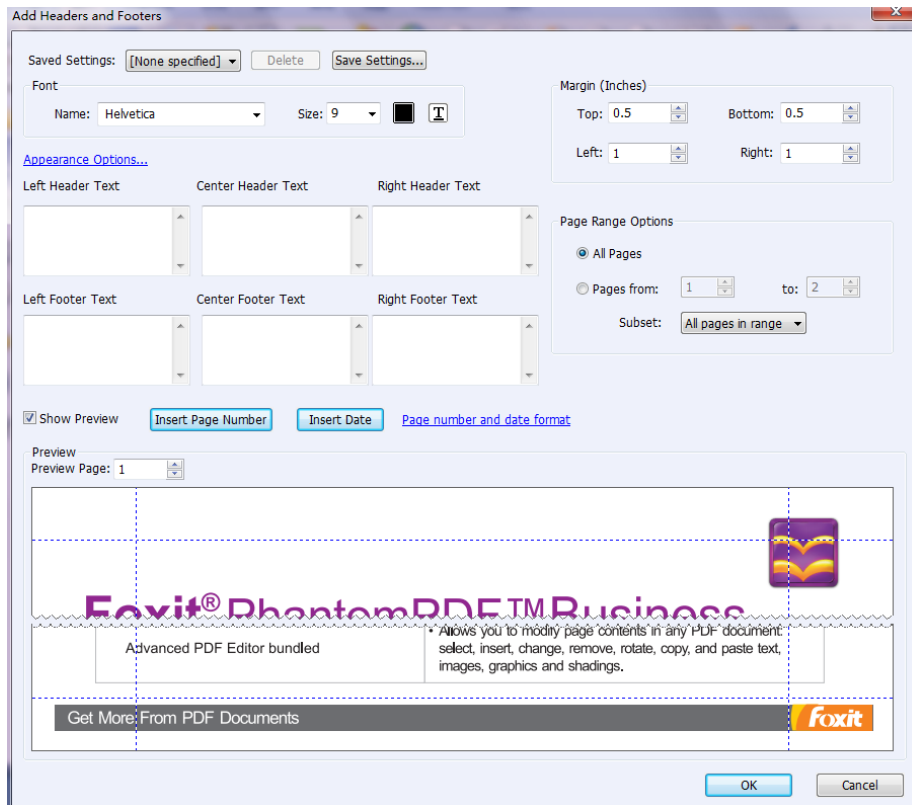 Add Headers and Footers
Saved Settings: [None specified] Delete Save Settings...
Font
Name: Helvetica Size: 9 T
Margin (Inches)
Top: 0.5 Bottom: 0.5
Left: 1 Right: 1
Appearance Options...
Left Header Text Center Header Text Right Header Text
Page Range Options
All Pages
Pages from: 1 to: 2
Subset: All pages in range
Left Footer Text Center Footer Text Right Footer Text
Show Preview Insert Page Number Insert Date Page number and date format
Preview
Preview Page: 1
Foxit® PhantomPDF™Business
Advanced PDF Editor bundled
• Allows you to modify page contents in any PDF document:
select, insert, change, remove, rotate, copy, and paste text,
images, graphics and shadings.
Get More From PDF Documents
foxit
OK Cancel